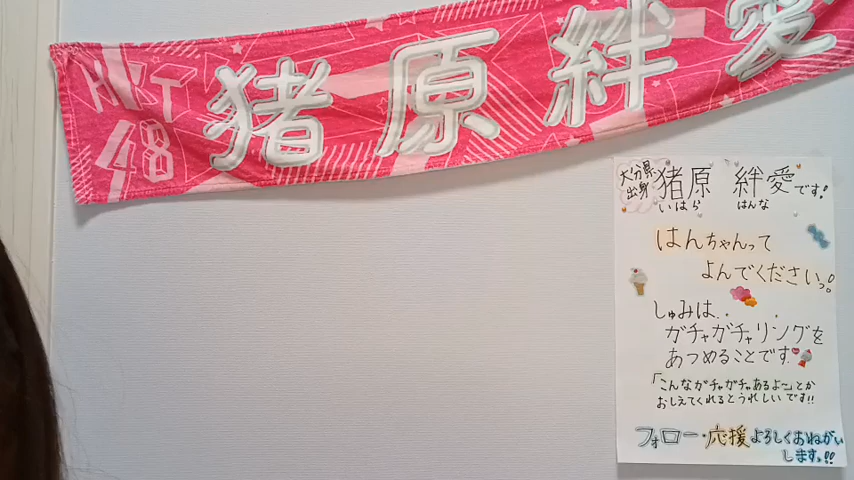 HKT
48
猪原絆愛
大分県
出身
猪原 絆愛です!
いはら はんな
はんちゃんって
よんでくださいっ!
しゅみは..
ガチャガチャリングを
あつめることです
「こんなガチャガチャあるよ~」とか
おしえてくれるとうれしいです!!
フォロー・応援よろしくおねがい
します。!!